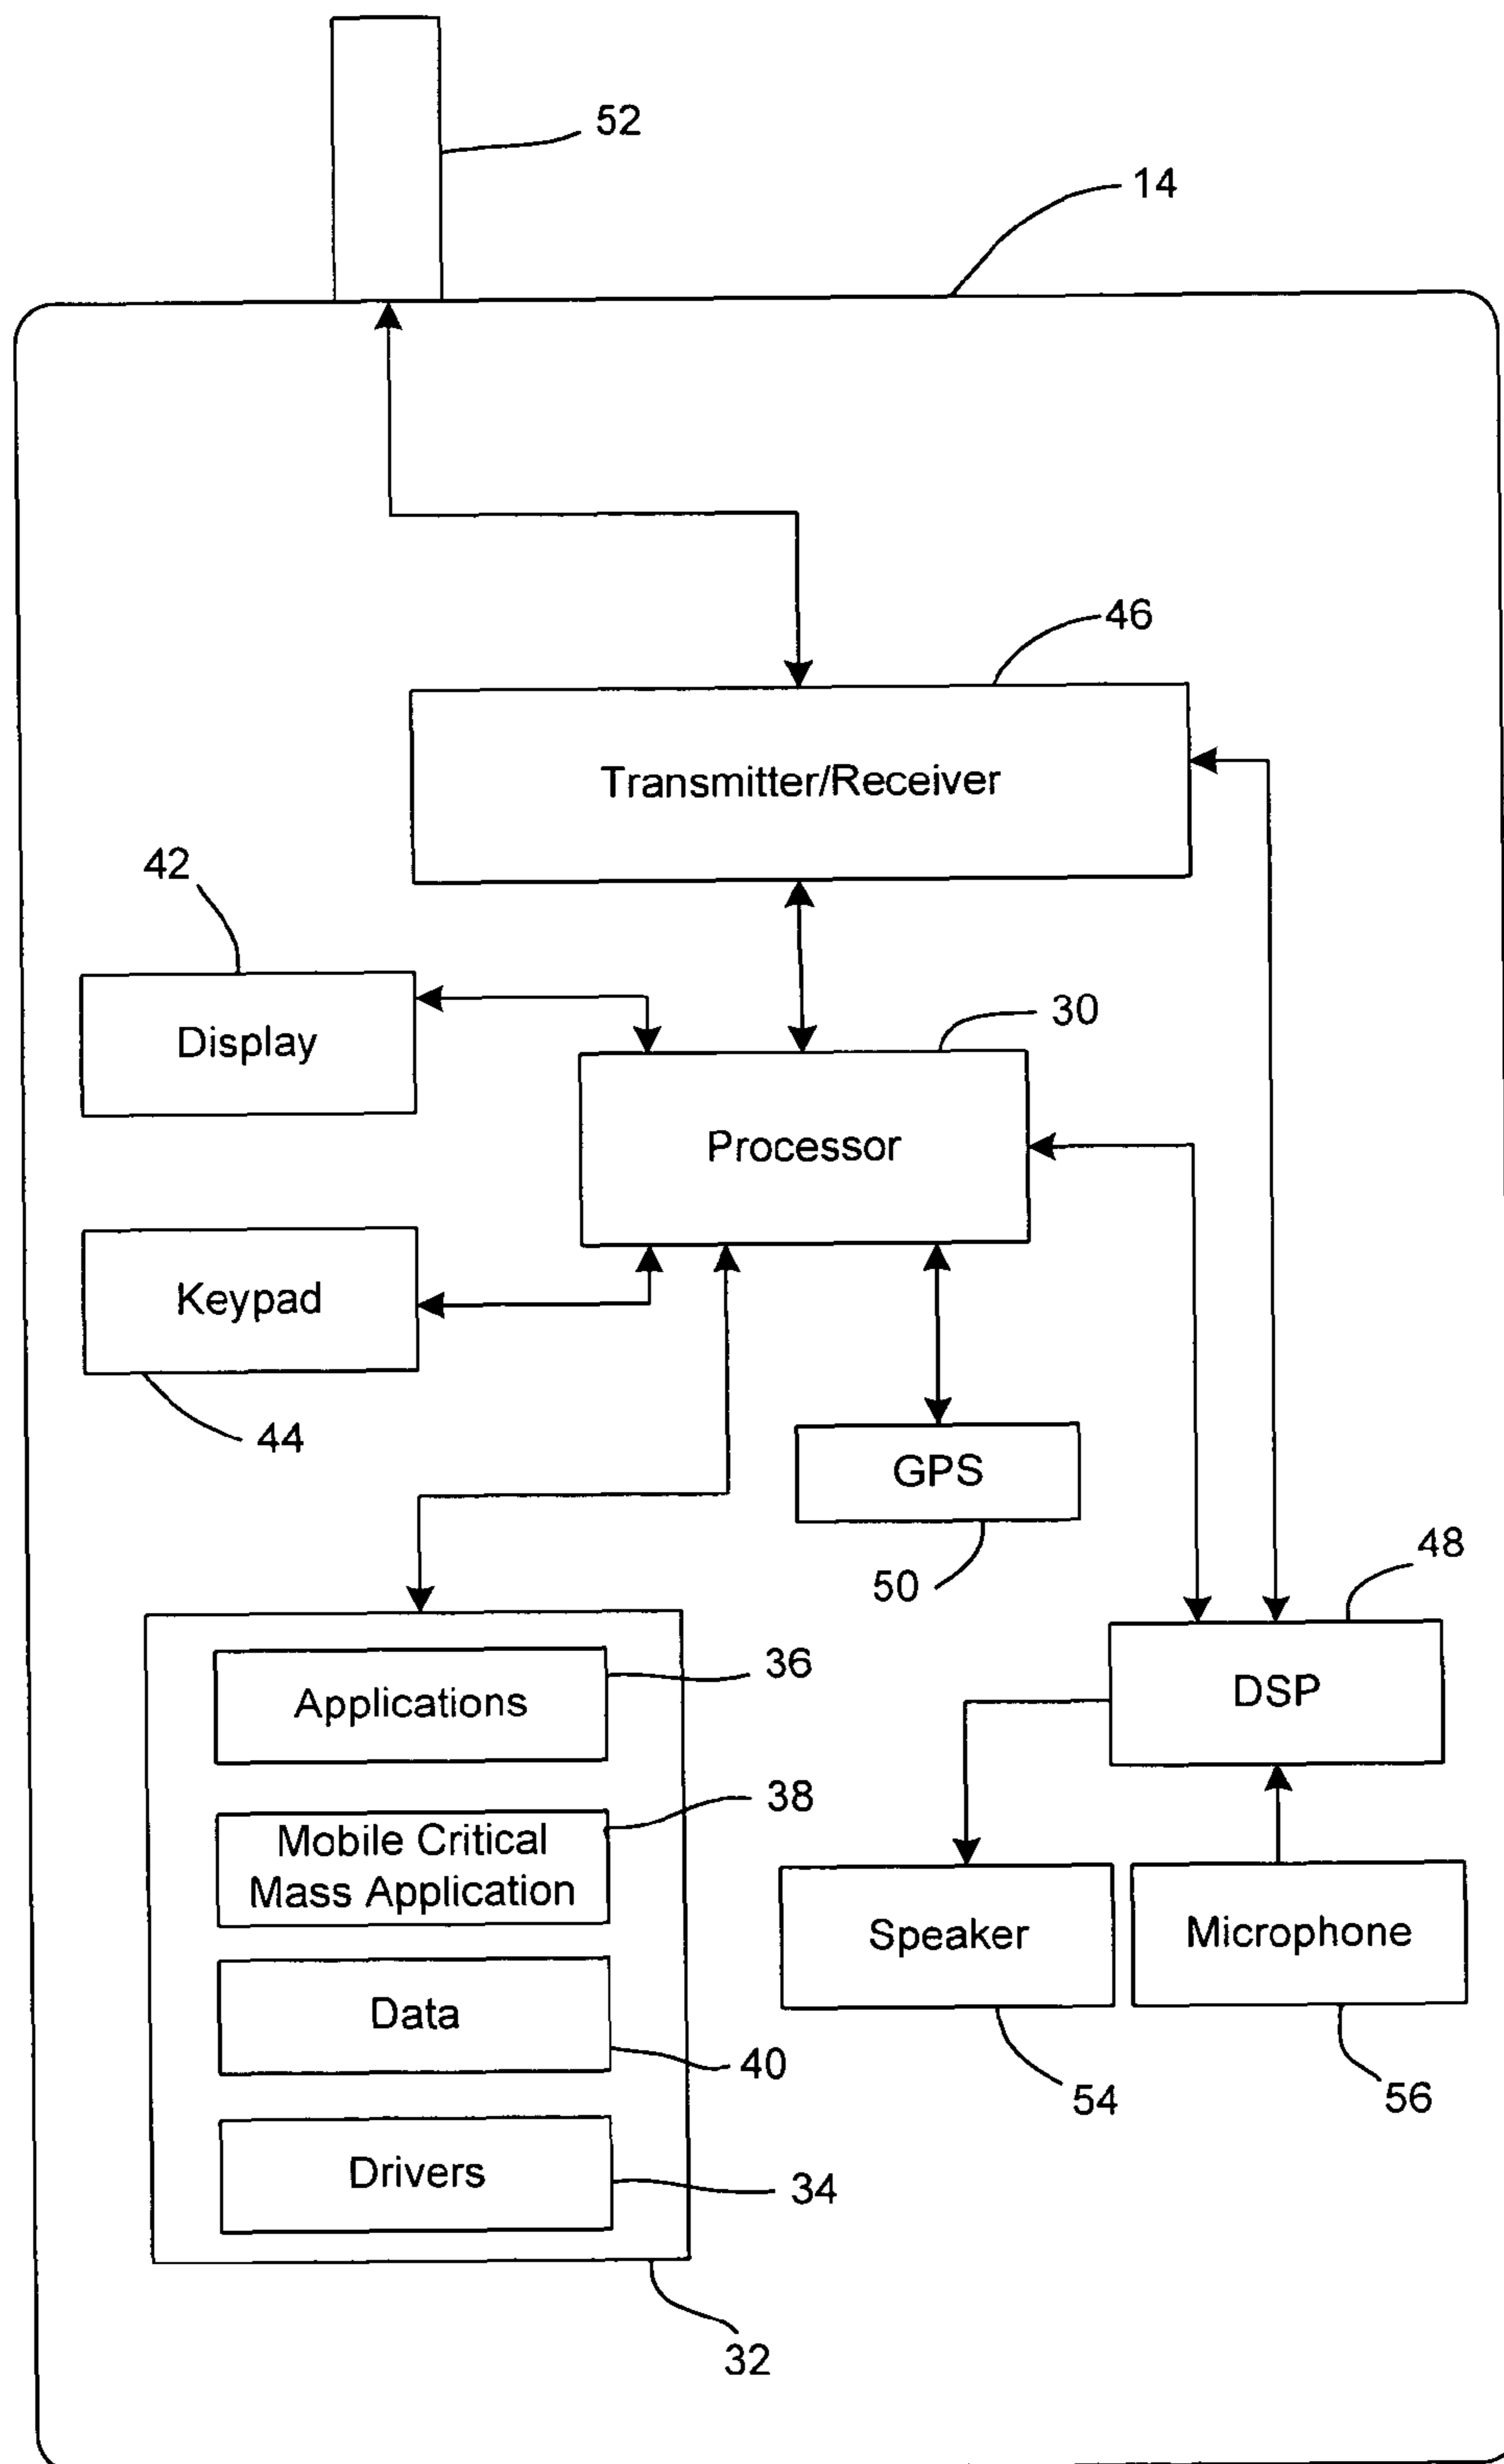 52
14
46
Transmitter/Receiver
42
Display
30
Processor
Keypad
44
GPS
50
48
36
Applications
DSP
38
Mobile Critical
Mass Application
Speaker
Microphone
Data
40
54
56
Drivers
34
32